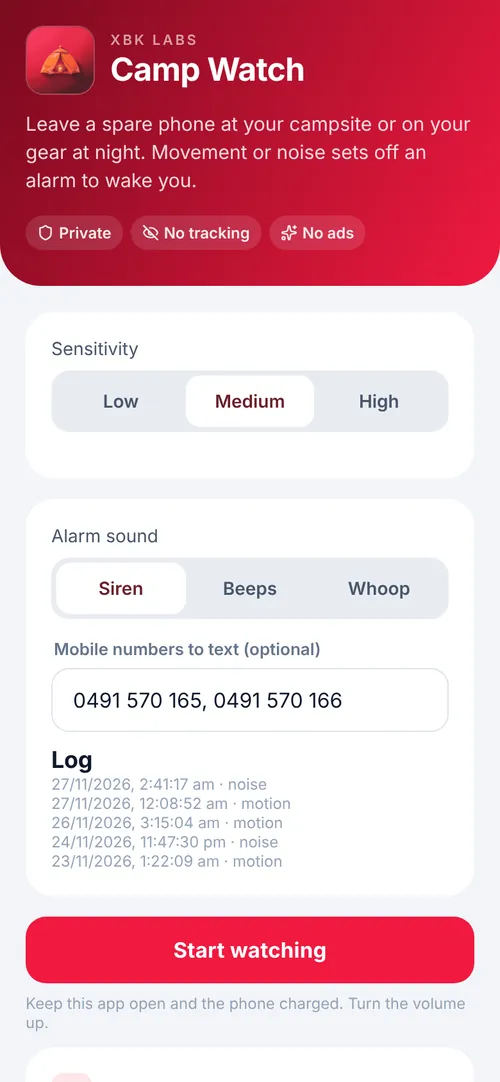 XBK LABS
Camp Watch
Leave a spare phone at your campsite or on your
gear at night. Movement or noise sets off an
alarm to wake you.
Private
No tracking
No ads
Sensitivity
Low
Medium
High
Alarm sound
Siren
Beeps
Whoop
Mobile numbers to text (optional)
0491 570 165, 0491 570 166
Log
27/11/2026, 2:41:17 am · noise
27/11/2026, 12:08:52 am · motion
26/11/2026, 3:15:04 am · motion
24/11/2026, 11:47:30 pm · noise
23/11/2026, 1:22:09 am · motion
Start watching
Keep this app open and the phone charged. Turn the volume
up.